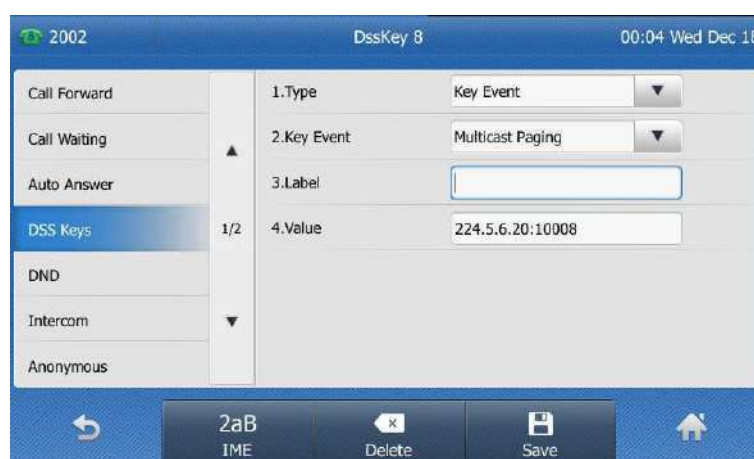 2002 DssKey 8 00:04 Wed Dec 18
Call Forward
Call Waiting
Auto Answer
DSS Keys
DND
Intercom
Anonymous
1/2
1.Type Key Event
2.Key Event Multicast Paging
3.Label
4.Value 224.5.6.20:10008
2aB
IME
Delete
Save